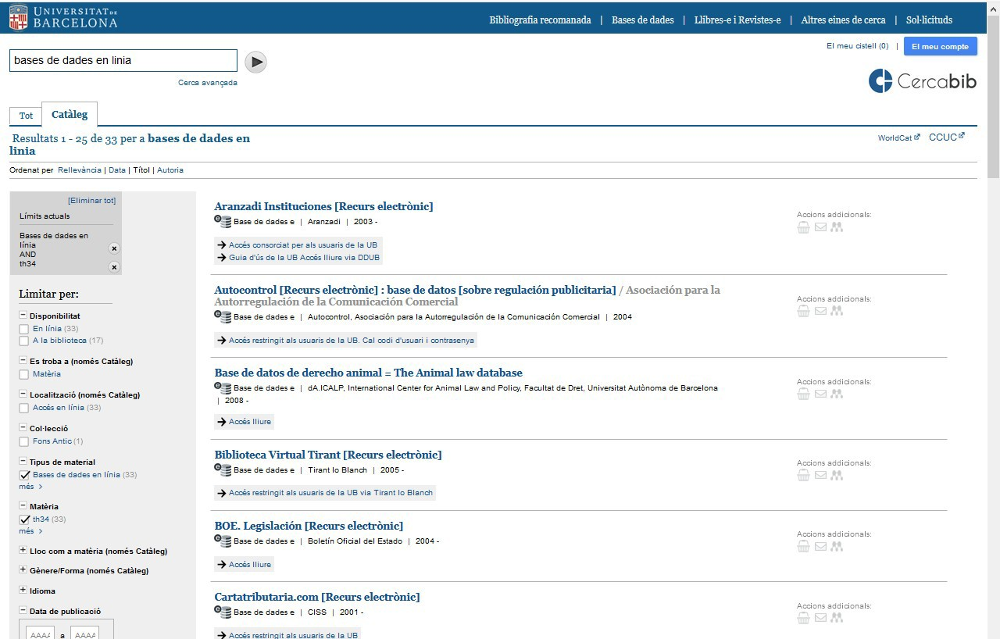 UNIVERSITAT DE
BARCELONA
Bibliografia recomanada | Bases de dades | Llibres-e i Revistes-e | Altres eines de cerca | Sol·licituds
El meu cistell (0) | El meu compte
bases de dades en linia
Cerca avançada
Cercabib
Tot
Catàleg
Resultats 1 - 25 de 33 per a bases de dades en
linia
WorldCat CCUC
Ordenat per Rellevància | Data | Títol | Autoria
[Eliminar tot]
Límits actuals
Bases de dades en
línia
AND
th34
Limitar per:
Disponibilitat
En línia (33)
A la biblioteca (17)
Es troba a (només Catàleg)
Matèria
Localització (només Catàleg)
Accés en línia (33)
Col·lecció
Fons Antic (1)
Tipus de material
Bases de dades en línia (33)
més >
Matèria
th34 (33)
més >
Lloc com a matèria (només Catàleg)
Gènere/Forma (només Catàleg)
Idioma
Data de publicació
AAAA a AAAA
Aranzadi Instituciones [Recurs electrònic]
Base de dades e | Aranzadi | 2003 -
Accés consorciat per als usuaris de la UB
Guia d'ús de la UB Accés lliure via DDUB
Accions addicionals:
Autocontrol [Recurs electrònic] : base de datos [sobre regulación publicitaria] / Asociación para la
Autorregulación de la Comunicación Comercial
Base de dades e | Autocontrol, Asociación para la Autorregulación de la Comunicación Comercial | 2004
Accés restringit als usuaris de la UB. Cal codi d'usuari i contrasenya
Accions addicionals:
Base de datos de derecho animal = The Animal law database
Base de dades e | dA.ICALP, International Center for Animal Law and Policy, Facultat de Dret, Universitat Autònoma de Barcelona
| 2008 -
Accés lliure
Accions addicionals:
Biblioteca Virtual Tirant [Recurs electrònic]
Base de dades e | Tirant lo Blanch | 2005 -
Accés restringit als usuaris de la UB via Tirant lo Blanch
Accions addicionals:
BOE. Legislación [Recurs electrònic]
Base de dades e | Boletín Oficial del Estado | 2004 -
Accés lliure
Accions addicionals:
Cartatributaria.com [Recurs electrònic]
Base de dades e | CISS | 2001 -
Accés restringit als usuaris de la UB
Accions addicionals: